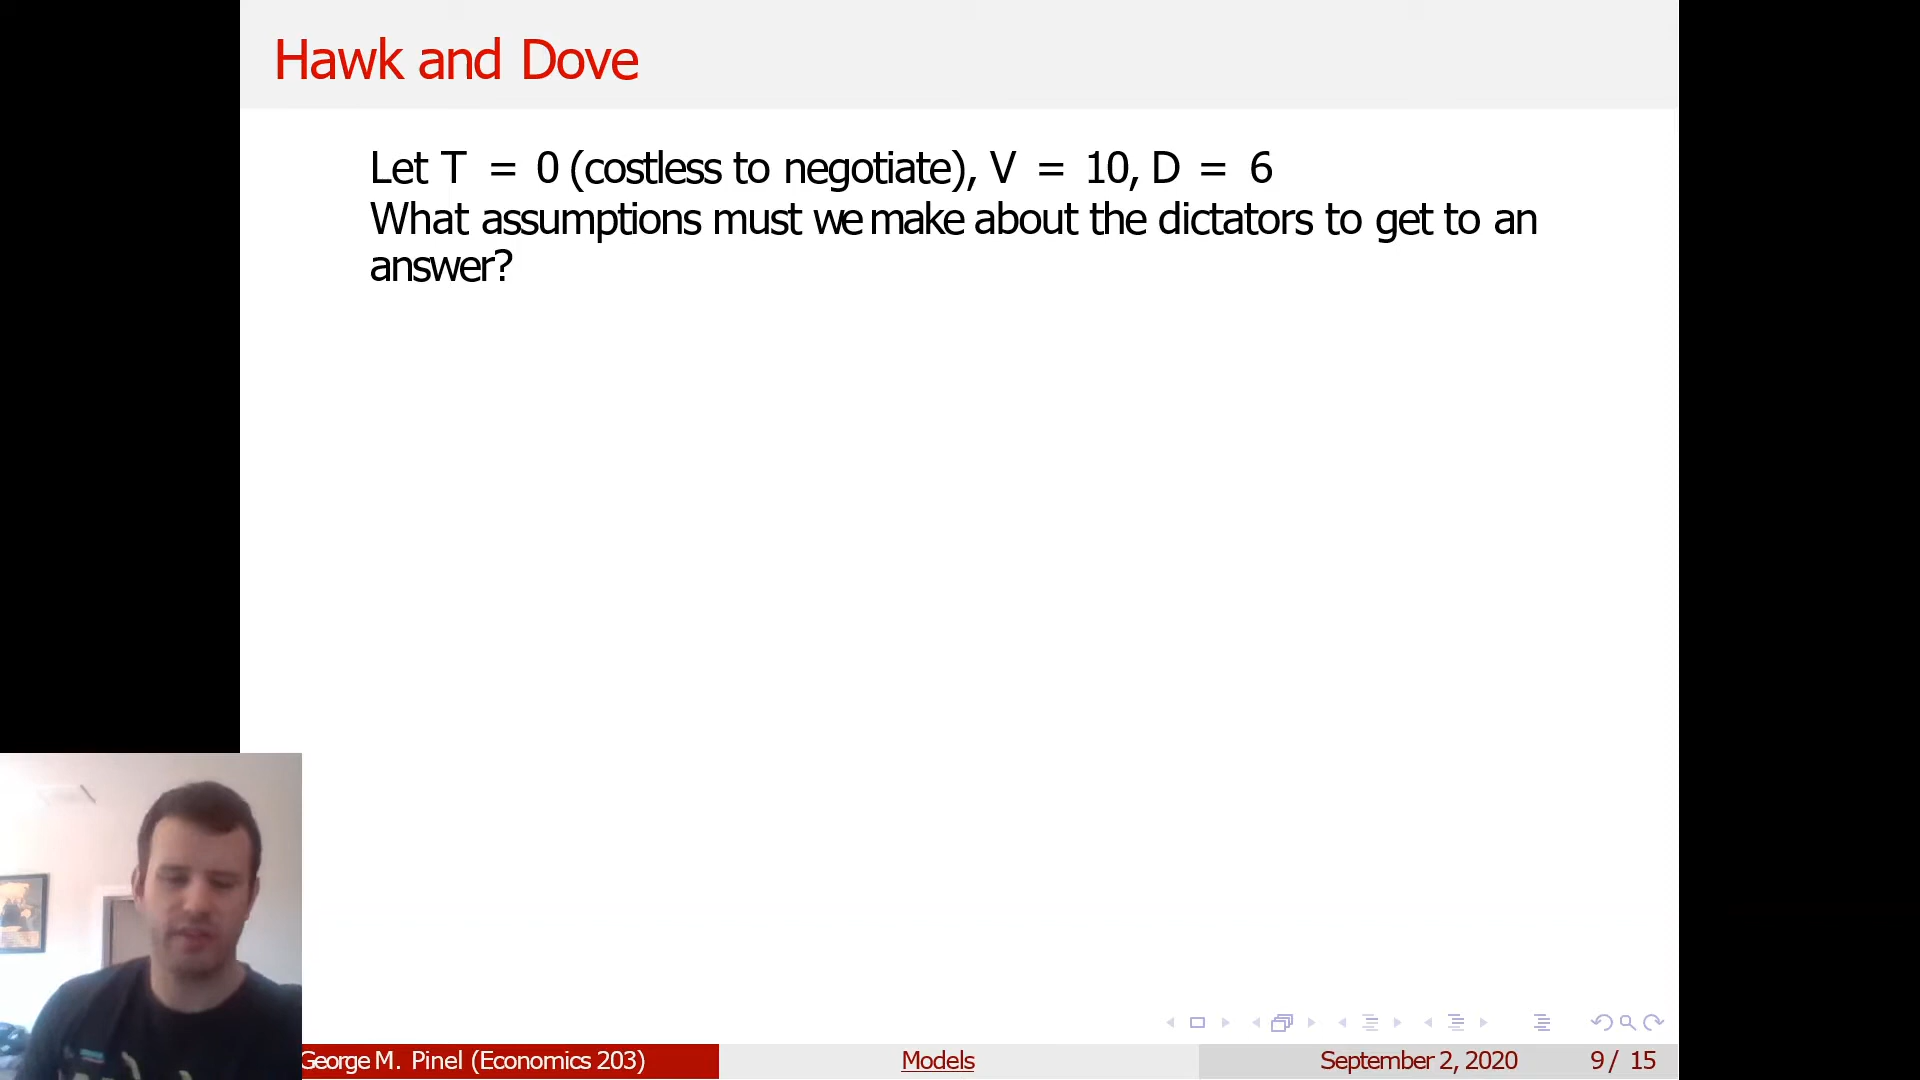 Hawk and Dove
Let T = 0 (costless to negotiate), V = 10, D = 6
What assumptions must we make about the dictators to get to an
answer?
George M. Pinel (Economics 203)
Models
September 2, 2020
9 / 15